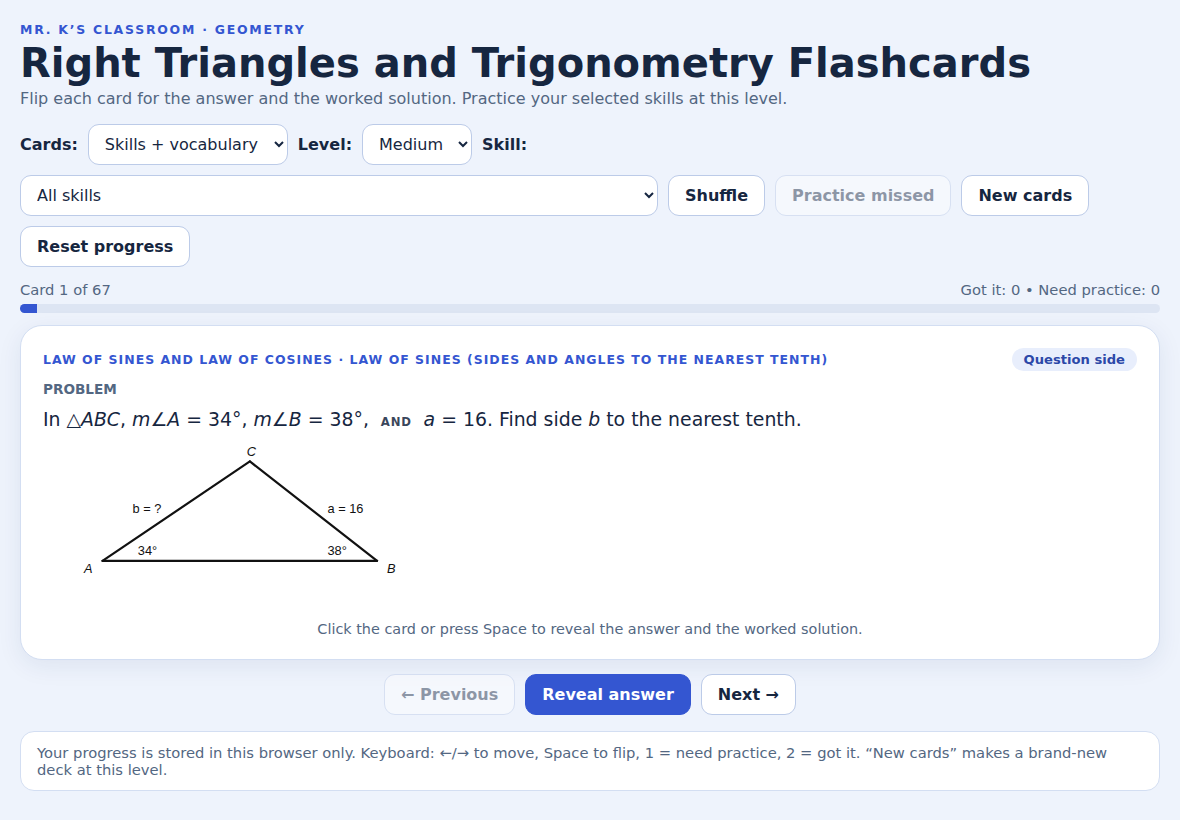 MR. K’S CLASSROOM · GEOMETRY
Right Triangles and Trigonometry Flashcards
Flip each card for the answer and the worked solution. Practice your selected skills at this level.
Cards: Skills + vocabulary Level: Medium Skill:
All skills Shuffle Practice missed New cards
Reset progress
Card 1 of 67 Got it: 0 • Need practice: 0
LAW OF SINES AND LAW OF COSINES · LAW OF SINES (SIDES AND ANGLES TO THE NEAREST TENTH) Question side
PROBLEM
In △ABC, m∠A = 34°, m∠B = 38°, AND a = 16. Find side b to the nearest tenth.
C
b = ? a = 16
34° 38°
A B
Click the card or press Space to reveal the answer and the worked solution.
← Previous Reveal answer Next →
Your progress is stored in this browser only. Keyboard: ←/→ to move, Space to flip, 1 = need practice, 2 = got it. “New cards” makes a brand-new
deck at this level.